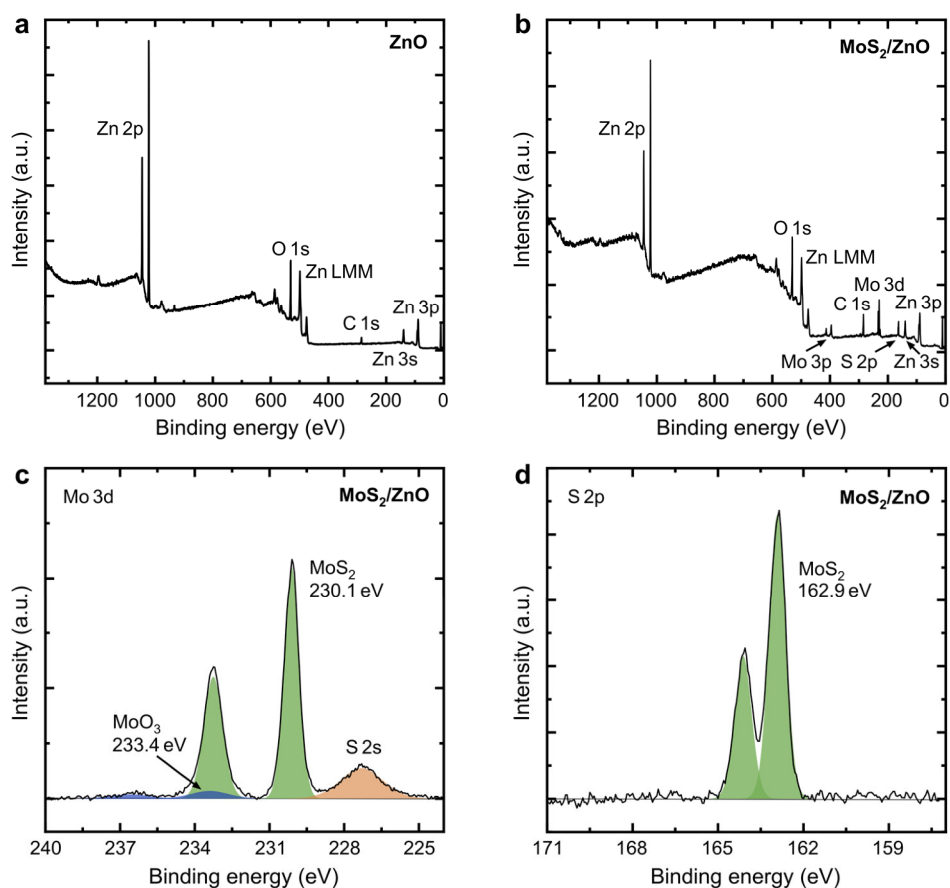 a
ZnO
Zn 2p
O 1s
Zn LMM
C 1s
Zn 3p
Zn 3s
Intensity (a.u.)
1200 1000 800 600 400 200 0
Binding energy (eV)
b
MoS₂/ZnO
Zn 2p
O 1s
Zn LMM
Mo 3d
C 1s
Zn 3p
Mo 3p
S 2p
Zn 3s
Intensity (a.u.)
1200 1000 800 600 400 200 0
Binding energy (eV)
c
Mo 3d
MoS₂/ZnO
MoS₂
230.1 eV
MoO₃
233.4 eV
S 2s
Intensity (a.u.)
240 237 234 231 228 225
Binding energy (eV)
d
S 2p
MoS₂/ZnO
MoS₂
162.9 eV
Intensity (a.u.)
171 168 165 162 159
Binding energy (eV)